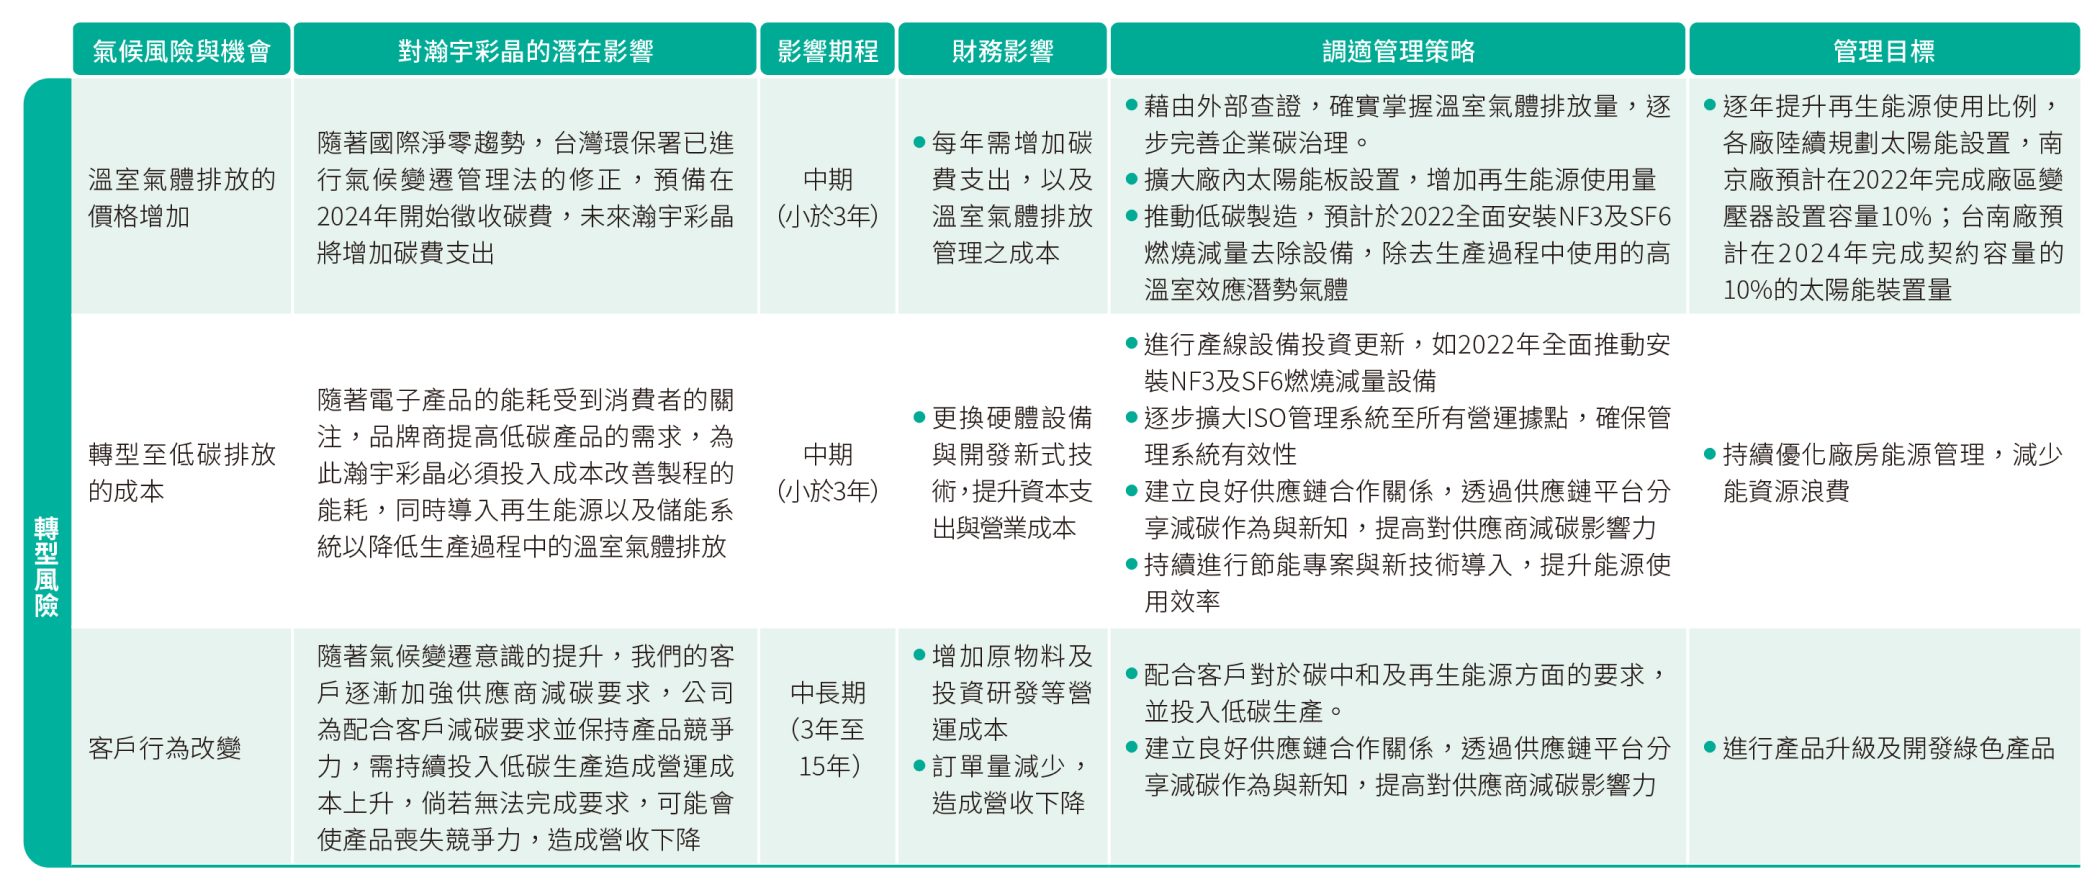 氣候風險與機會
對瀚宇彩晶的潛在影響
影響期程
財務影響
調適管理策略
管理目標
轉型風險
溫室氣體排放的
價格增加
隨著國際淨零趨勢，台灣環保署已進
行氣候變遷管理法的修正，預備在
2024年開始徵收碳費，未來瀚宇彩晶
將增加碳費支出
中期
（小於3年）
●每年需增加碳
費支出，以及
溫室氣體排放
管理之成本
●藉由外部查證，確實掌握溫室氣體排放量，逐
步完善企業碳治理。
●擴大廠內太陽能板設置，增加再生能源使用量
●推動低碳製造，預計於2022全面安裝NF3及SF6
燃燒減量去除設備，除去生產過程中使用的高
溫室效應潛勢氣體
●逐年提升再生能源使用比例，
各廠陸續規劃太陽能設置，南
京廠預計在2022年完成廠區變
壓器設置容量10%；台南廠預
計在2024年完成契約容量的
10%的太陽能裝置量
轉型至低碳排放
的成本
隨著電子產品的能耗受到消費者的關
注，品牌商提高低碳產品的需求，為
此瀚宇彩晶必須投入成本改善製程的
能耗，同時導入再生能源以及儲能系
統以降低生產過程中的溫室氣體排放
中期
（小於3年）
●更換硬體設備
與開發新式技
術，提升資本支
出與營業成本
●進行產線設備投資更新，如2022年全面推動安
裝NF3及SF6燃燒減量設備
●逐步擴大ISO管理系統至所有營運據點，確保管
理系統有效性
●建立良好供應鏈合作關係，透過供應鏈平台分
享減碳作為與新知，提高對供應商減碳影響力
●持續進行節能專案與新技術導入，提升能源使
用效率
●持續優化廠房能源管理，減少
能資源浪費
客戶行為改變
隨著氣候變遷意識的提升，我們的客
戶逐漸加強供應商減碳要求，公司
為配合客戶減碳要求並保持產品競爭
力，需持續投入低碳生產造成營運成
本上升，倘若無法完成要求，可能會
使產品喪失競爭力，造成營收下降
中長期
（3年至
15年）
●增加原物料及
投資研發等營
運成本
●訂單量減少，
造成營收下降
●配合客戶對於碳中和及再生能源方面的要求，
並投入低碳生產。
●建立良好供應鏈合作關係，透過供應鏈平台分
享減碳作為與新知，提高對供應商減碳影響力
●進行產品升級及開發綠色產品